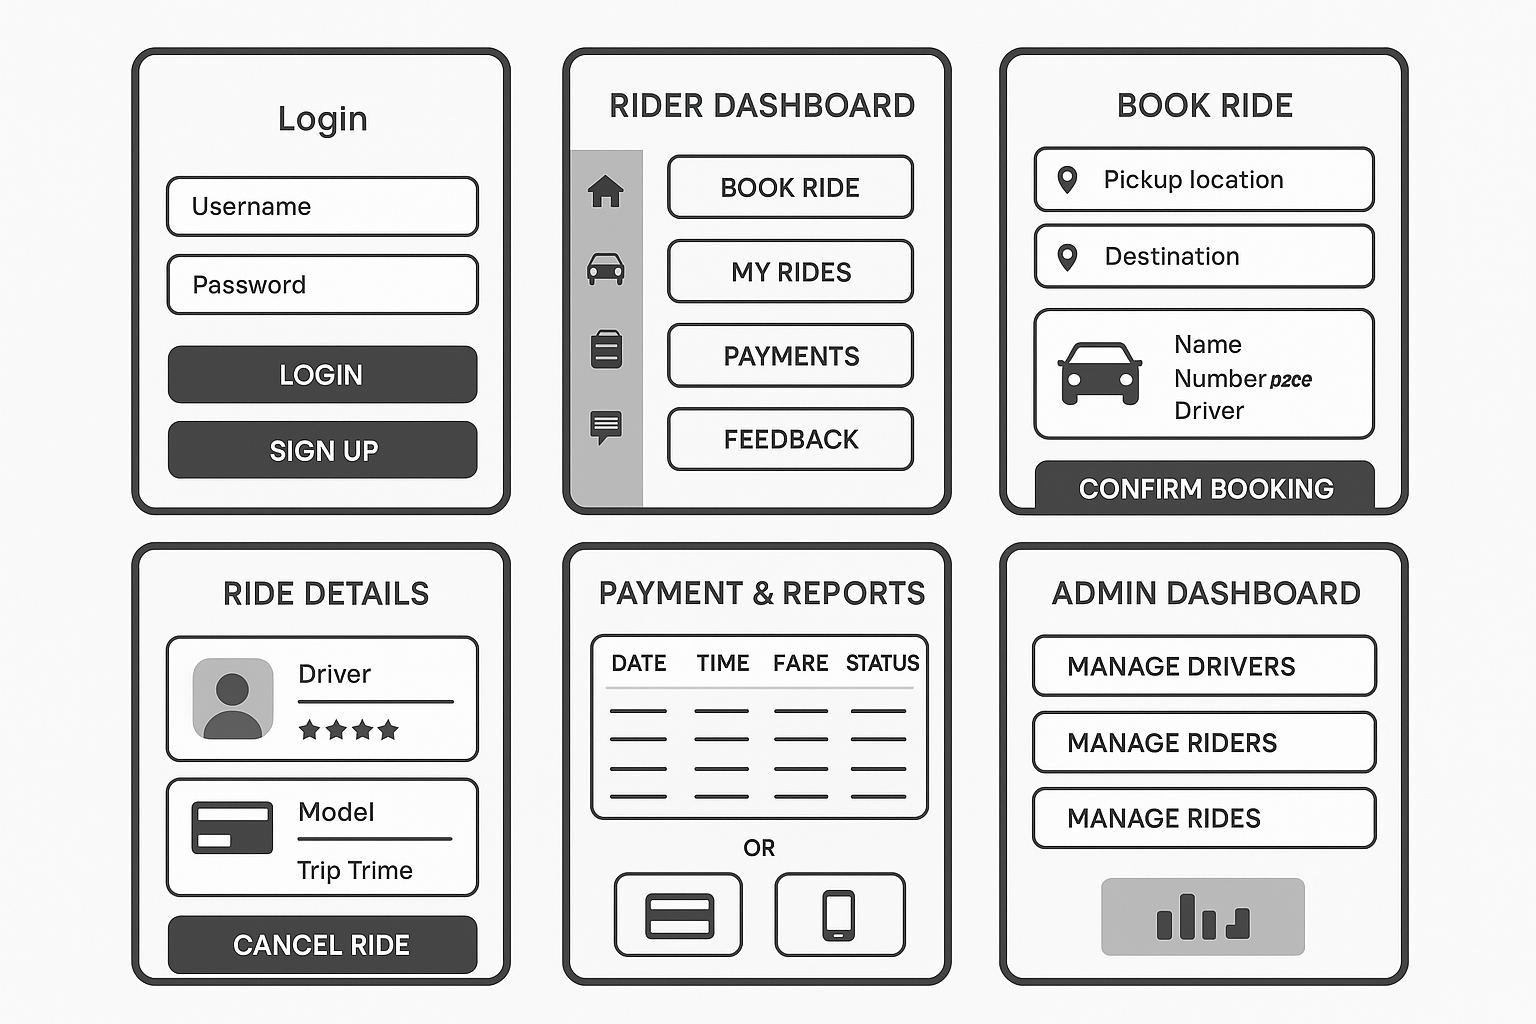 Login
Username
Password
LOGIN
SIGN UP
RIDER DASHBOARD
BOOK RIDE
MY RIDES
PAYMENTS
FEEDBACK
BOOK RIDE
Pickup location
Destination
Name
Number p2ce
Driver
CONFIRM BOOKING
RIDE DETAILS
Driver
Model
Trip Trime
CANCEL RIDE
PAYMENT & REPORTS
DATE TIME FARE STATUS
OR
ADMIN DASHBOARD
MANAGE DRIVERS
MANAGE RIDERS
MANAGE RIDES